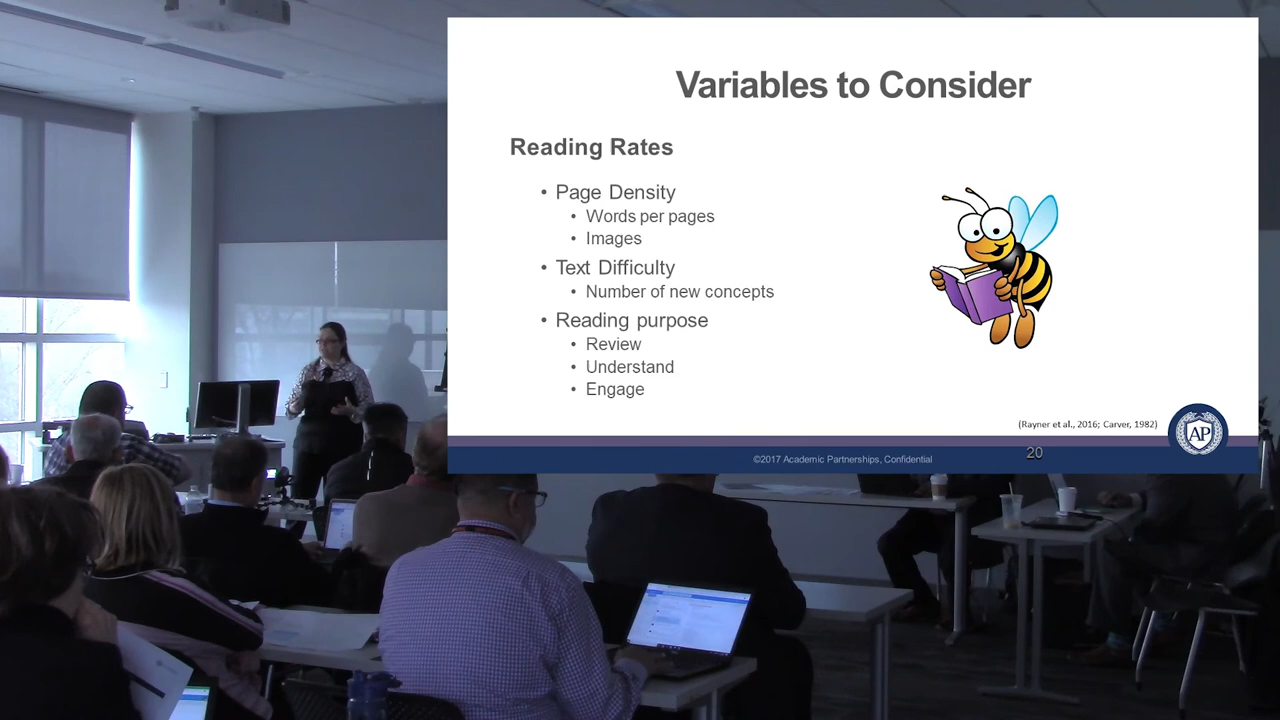 Variables to Consider
Reading Rates
• Page Density
• Words per pages
• Images
• Text Difficulty
• Number of new concepts
• Reading purpose
• Review
• Understand
• Engage
(Rayner et al., 2016; Carver, 1982)
AP
20
©2017 Academic Partnerships, Confidential